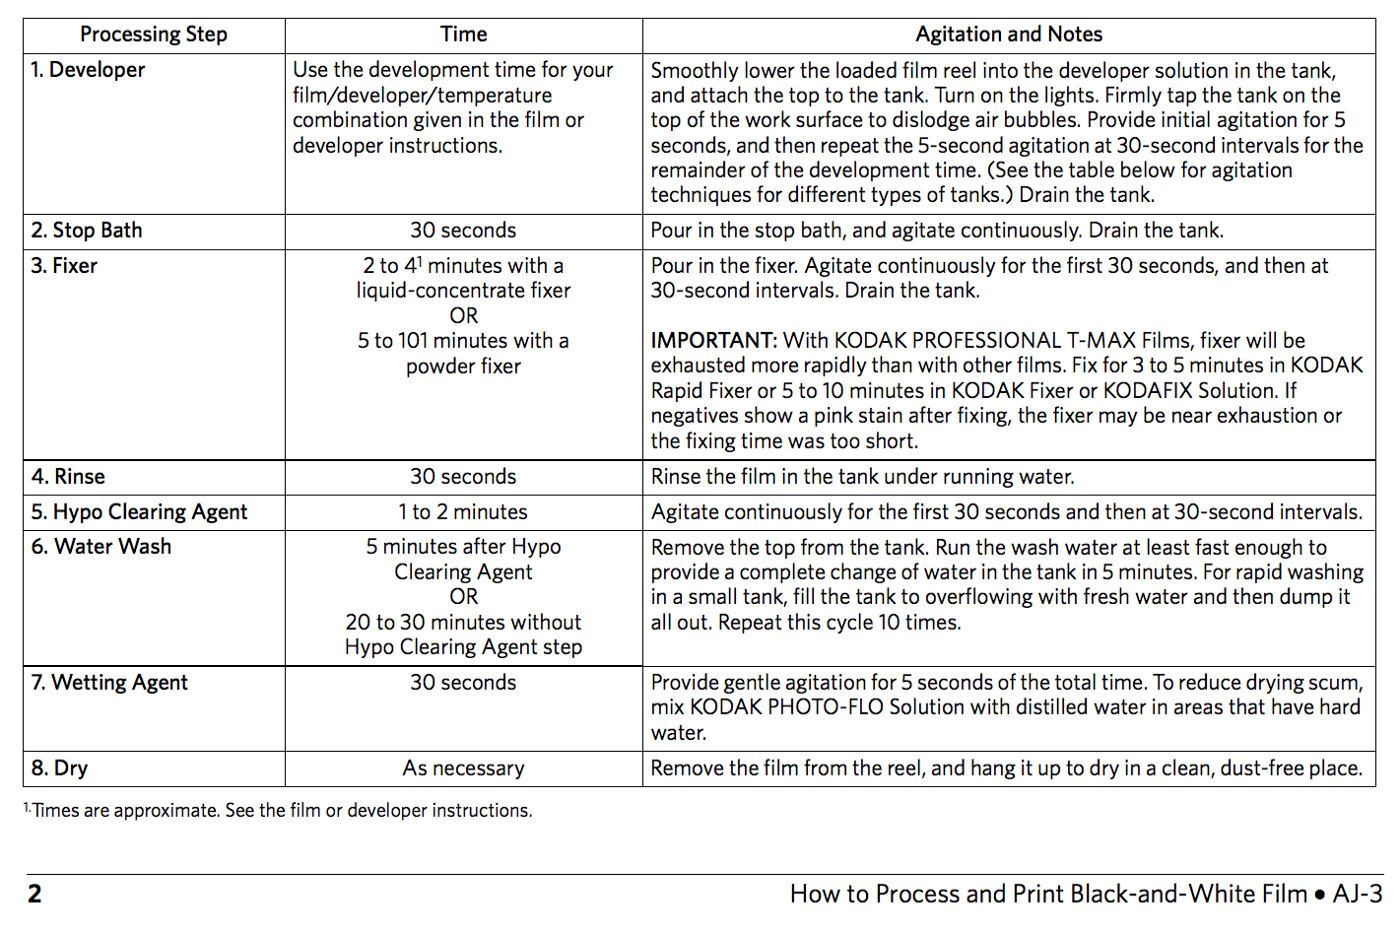 Processing Step
Time
Agitation and Notes
1. Developer
Use the development time for your
film/developer/temperature
combination given in the film or
developer instructions.
Smoothly lower the loaded film reel into the developer solution in the tank,
and attach the top to the tank. Turn on the lights. Firmly tap the tank on the
top of the work surface to dislodge air bubbles. Provide initial agitation for 5
seconds, and then repeat the 5-second agitation at 30-second intervals for the
remainder of the development time. (See the table below for agitation
techniques for different types of tanks.) Drain the tank.
2. Stop Bath
30 seconds
Pour in the stop bath, and agitate continuously. Drain the tank.
3. Fixer
2 to 4¹ minutes with a
liquid-concentrate fixer
OR
5 to 101 minutes with a
powder fixer
Pour in the fixer. Agitate continuously for the first 30 seconds, and then at
30-second intervals. Drain the tank.
IMPORTANT: With KODAK PROFESSIONAL T-MAX Films, fixer will be
exhausted more rapidly than with other films. Fix for 3 to 5 minutes in KODAK
Rapid Fixer or 5 to 10 minutes in KODAK Fixer or KODAFIX Solution. If
negatives show a pink stain after fixing, the fixer may be near exhaustion or
the fixing time was too short.
4. Rinse
30 seconds
Rinse the film in the tank under running water.
5. Hypo Clearing Agent
1 to 2 minutes
Agitate continuously for the first 30 seconds and then at 30-second intervals.
6. Water Wash
5 minutes after Hypo
Clearing Agent
OR
20 to 30 minutes without
Hypo Clearing Agent step
Remove the top from the tank. Run the wash water at least fast enough to
provide a complete change of water in the tank in 5 minutes. For rapid washing
in a small tank, fill the tank to overflowing with fresh water and then dump it
all out. Repeat this cycle 10 times.
7. Wetting Agent
30 seconds
Provide gentle agitation for 5 seconds of the total time. To reduce drying scum,
mix KODAK PHOTO-FLO Solution with distilled water in areas that have hard
water.
8. Dry
As necessary
Remove the film from the reel, and hang it up to dry in a clean, dust-free place.
¹·Times are approximate. See the film or developer instructions.
2
How to Process and Print Black-and-White Film • AJ-3